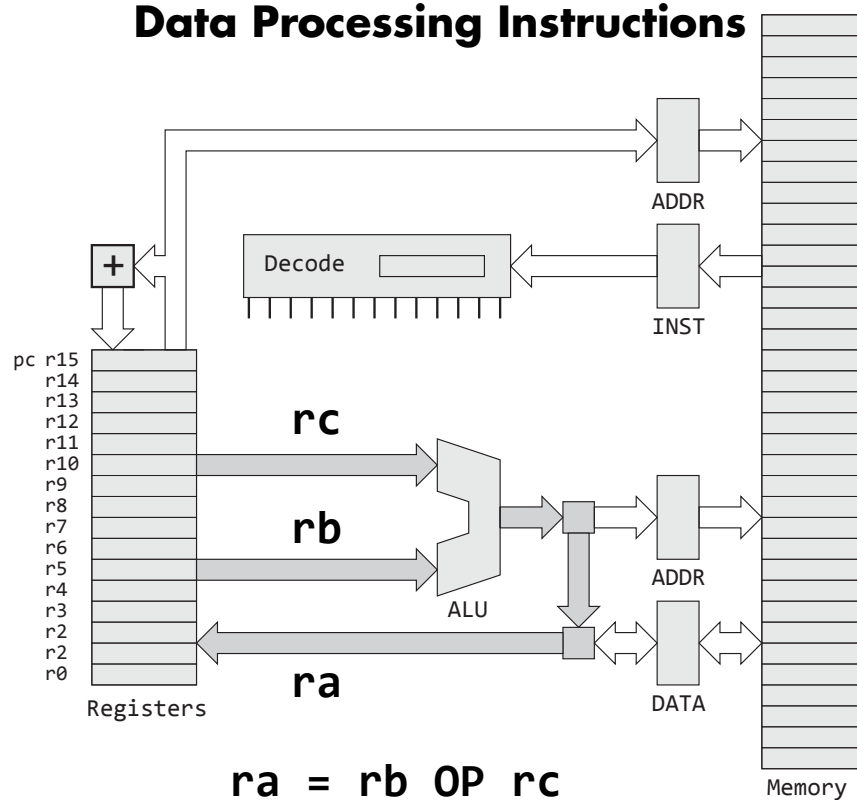 Data Processing Instructions
ADDR
+
Decode
INST
pc r15
r14
r13
r12
r11
r10
r9
r8
r7
r6
r5
r4
r3
r2
r2
r0
Registers
rc
rb
ALU
ra
ADDR
DATA
ra = rb OP rc
Memory